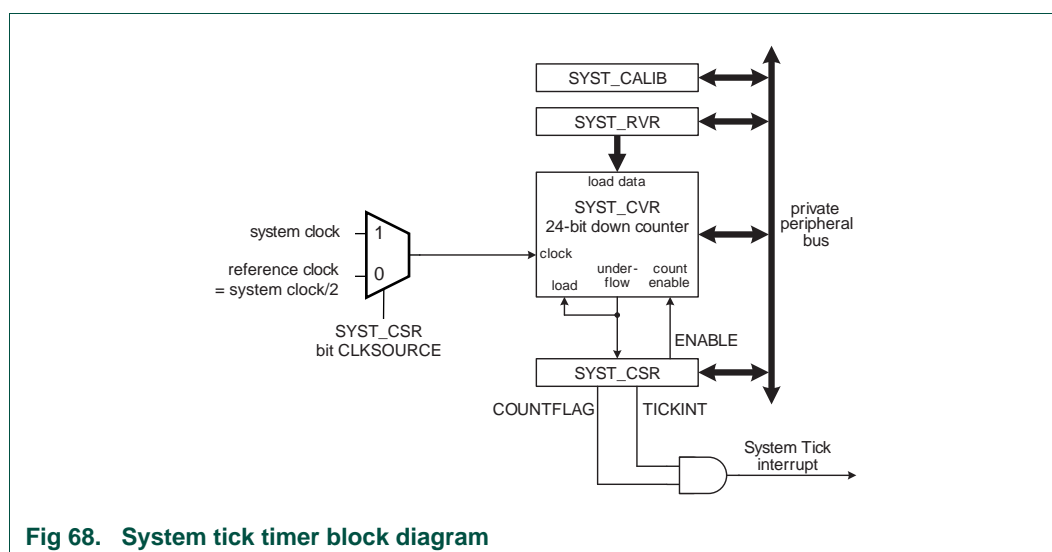 SYST_CALIB
SYST_RVR
load data
SYST_CVR
24-bit down counter
private
peripheral
bus
system clock
1
clock
reference clock
= system clock/2
0
under-
flow
count
enable
load
SYST_CSR
bit CLKSOURCE
ENABLE
SYST_CSR
COUNTFLAG
TICKINT
System Tick
interrupt
Fig 68. System tick timer block diagram